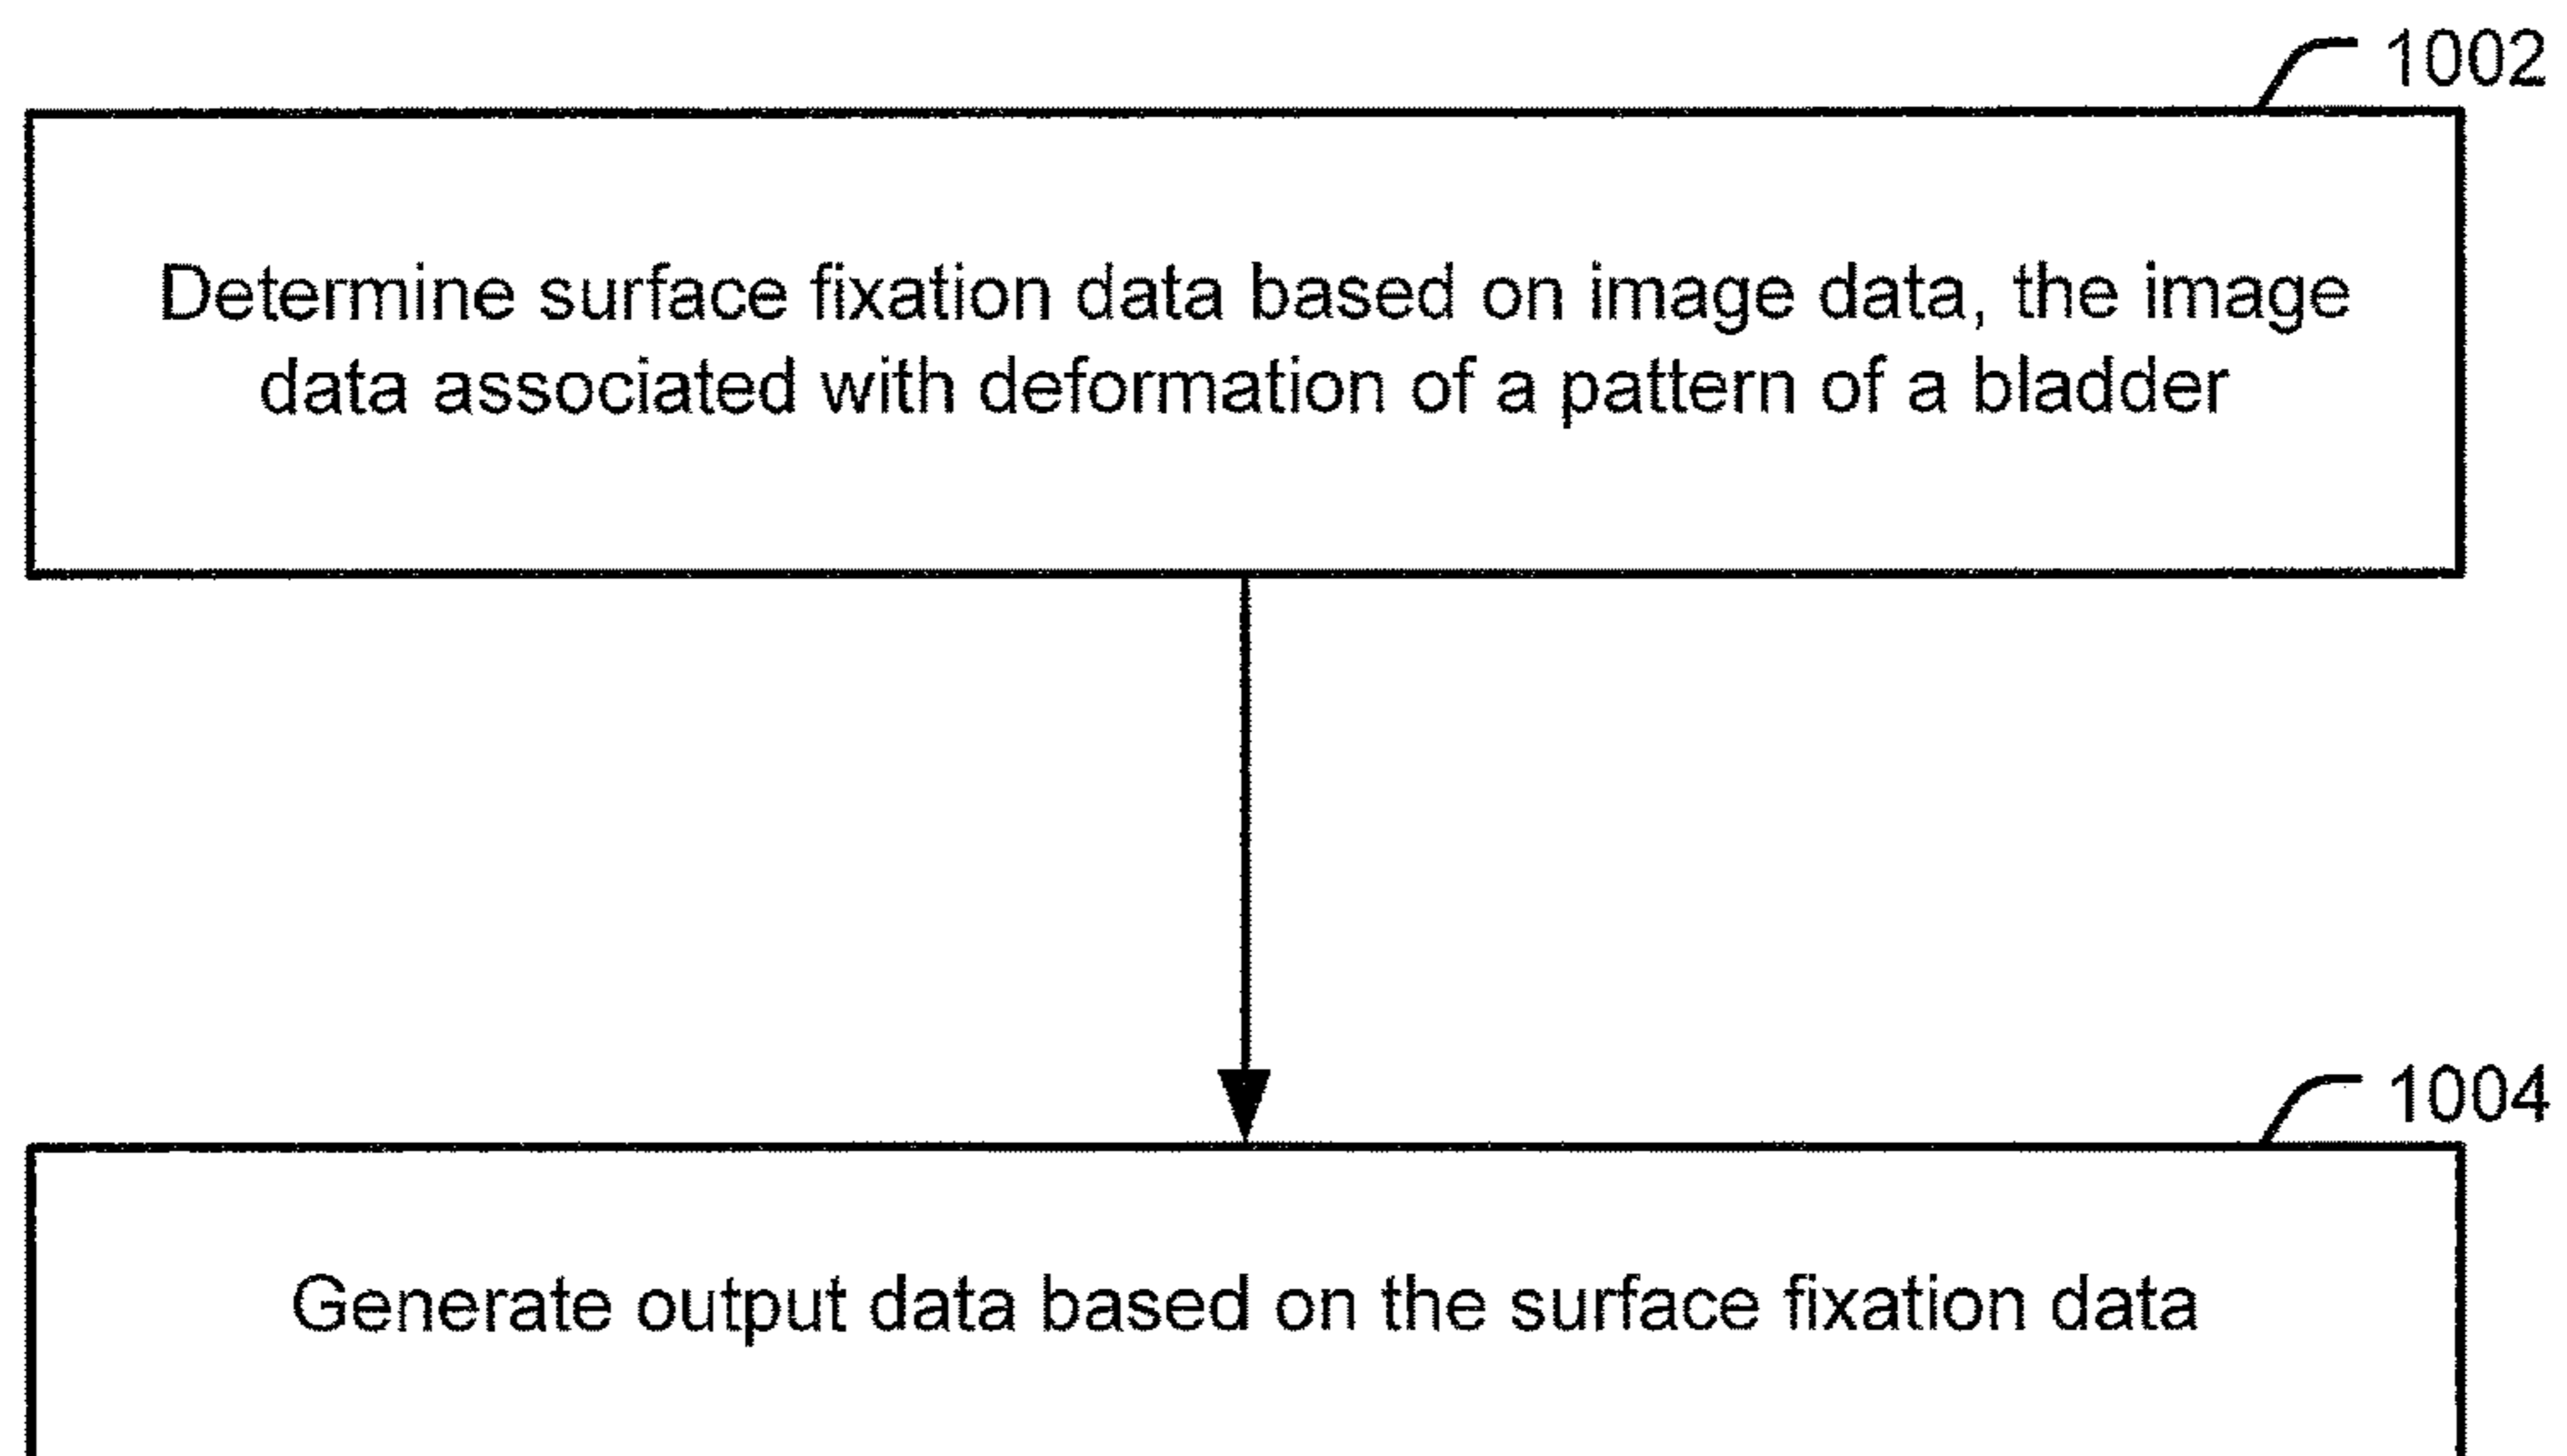 1002
Determine surface fixation data based on image data, the image
data associated with deformation of a pattern of a bladder
1004
Generate output data based on the surface fixation data